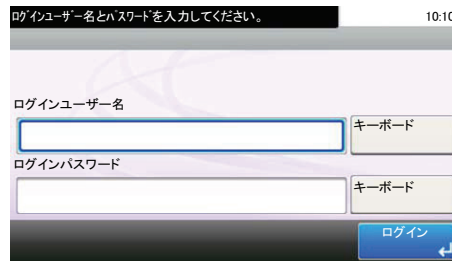 ﾛｸﾞｲﾝﾕｰｻﾞｰ名とﾊﾟｽﾜｰﾄﾞを入力してください。
10:10
ログインユーザー名
キーボード
ログインパスワード
キーボード
ログイン